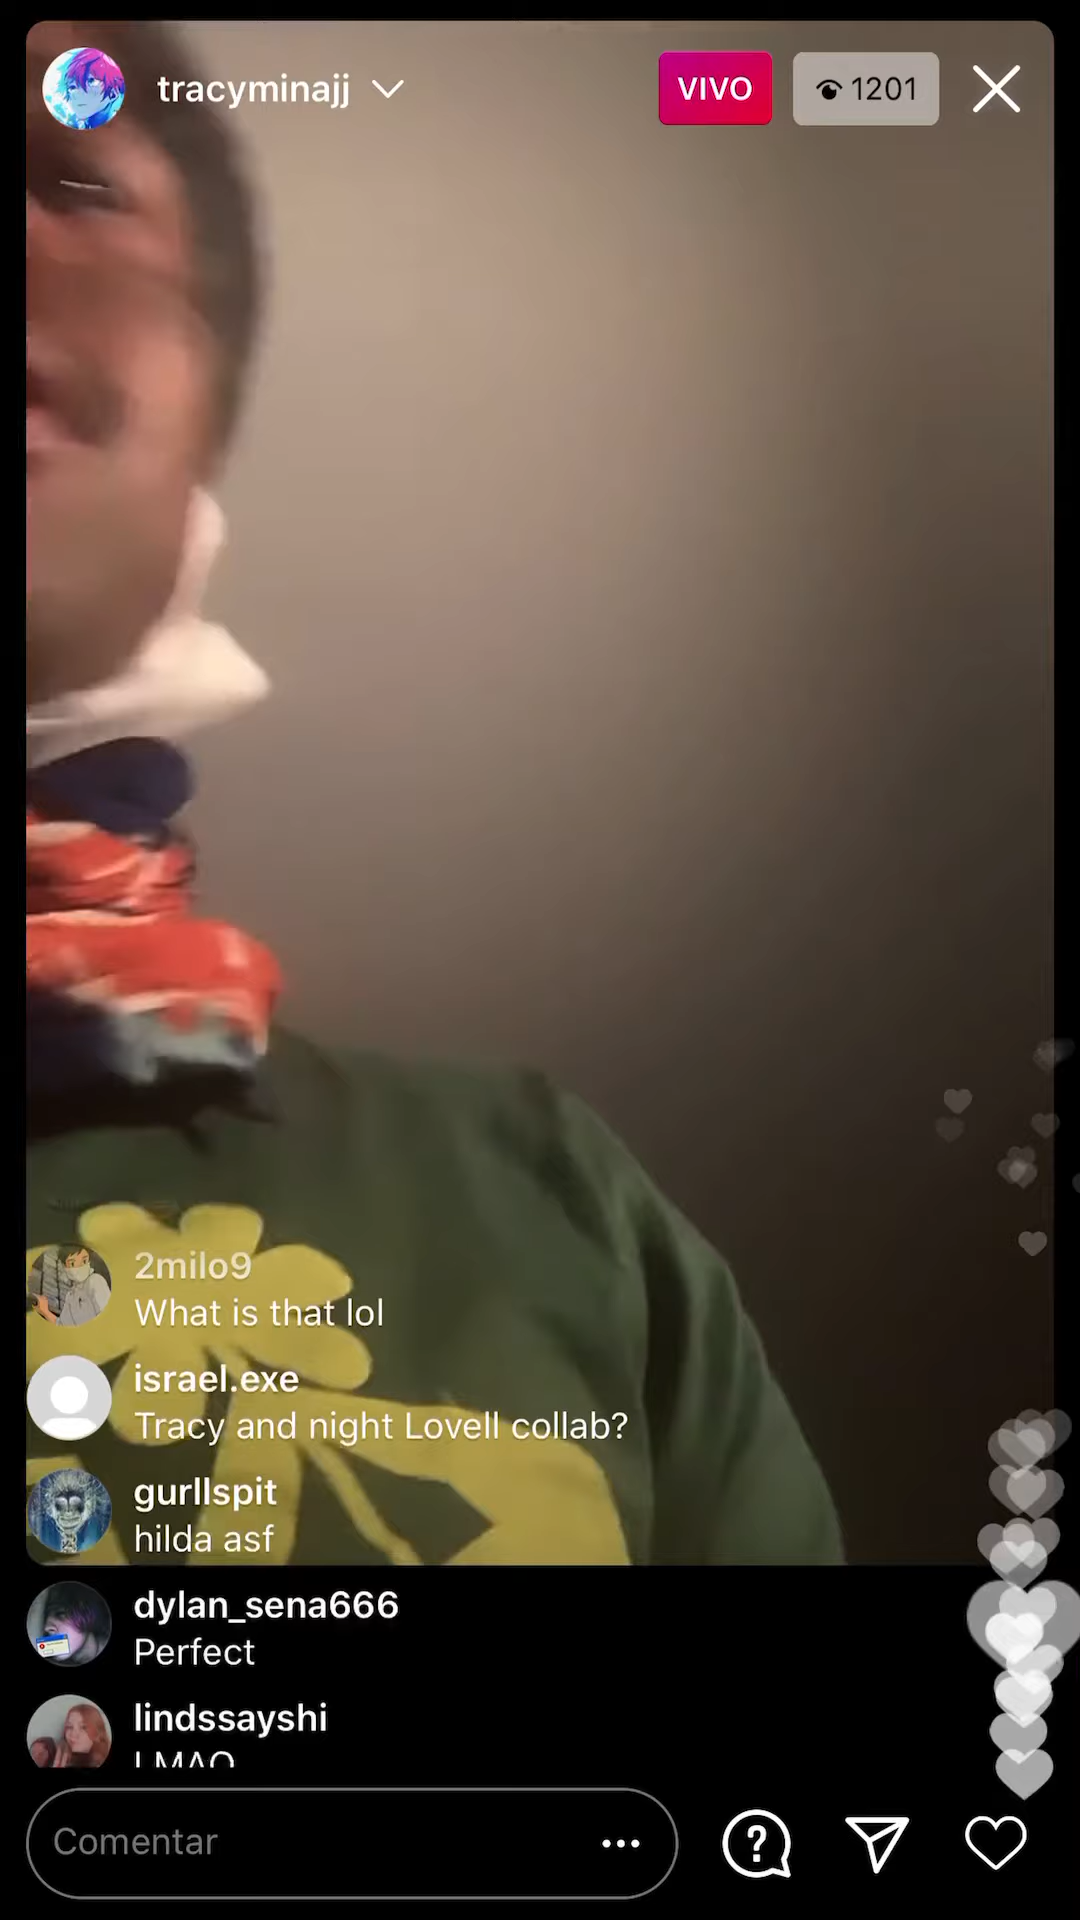 tracyminajj
VIVO
1201
2milo9
What is that lol
israel.exe
Tracy and night Lovell collab?
gurllspit
hilda asf
dylan_sena666
Perfect
lindssayshi
LMAO
Comentar